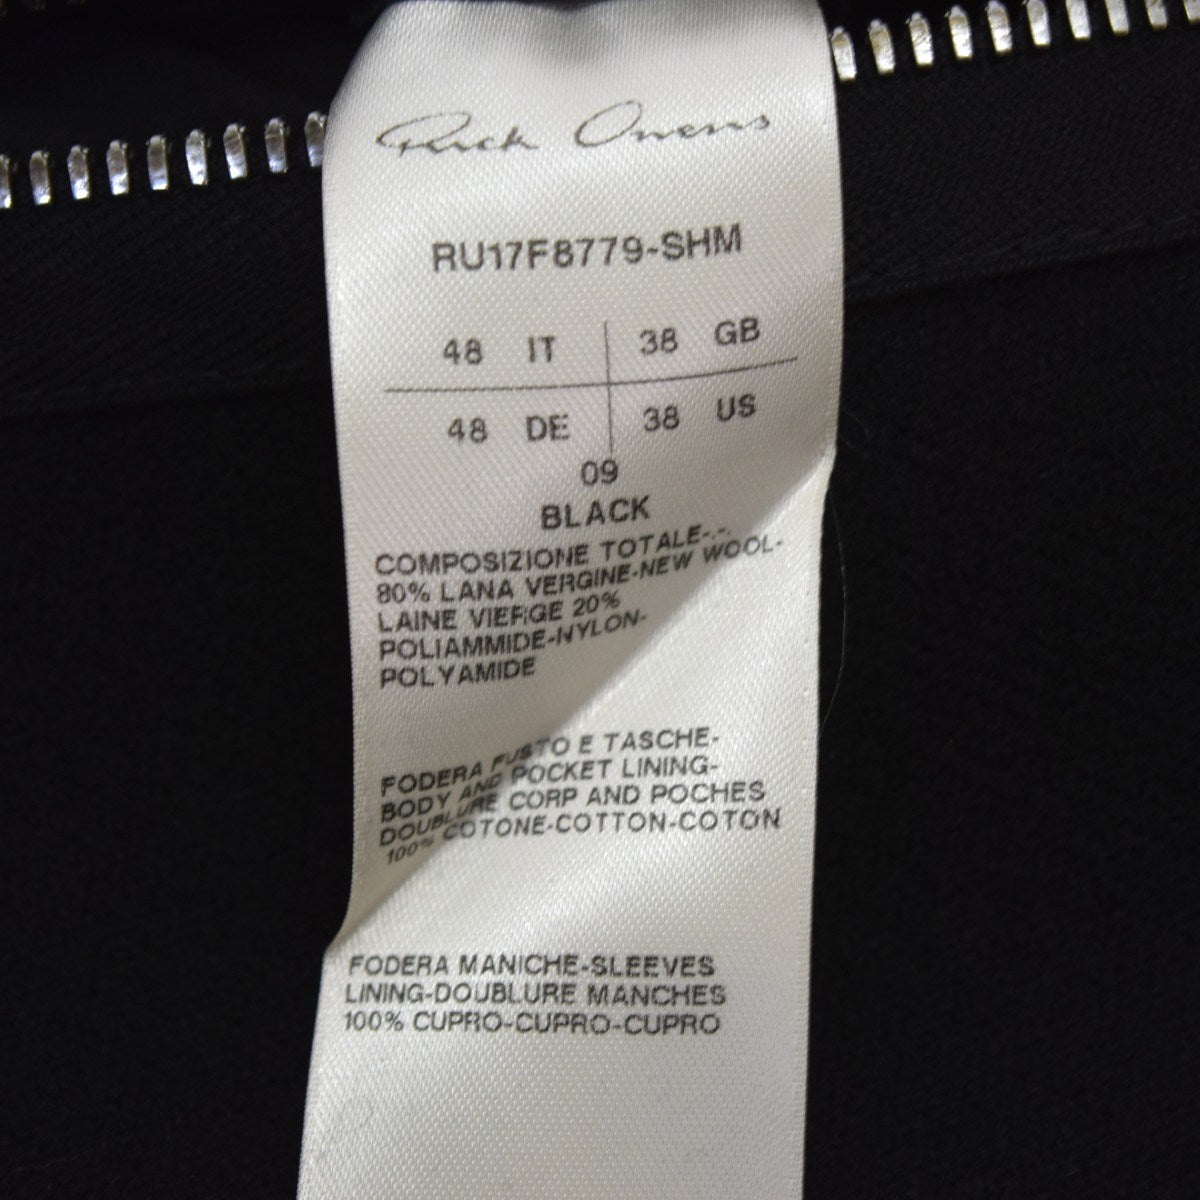 Rick Owens
RU17F8779-SHM
48 IT 38 GB
48 DE 38 US
09
BLACK
COMPOSIZIONE TOTALE-.-
80% LANA VERGINE-NEW WOOL-
LAINE VIERGE 20%
POLIAMMIDE-NYLON-
POLYAMIDE
FODERA FUSTO E TASCHE-
BODY AND POCKET LINING-
DOUBLURE CORP AND POCHES
100% COTONE-COTTON-COTON
FODERA MANICHE-SLEEVES
LINING-DOUBLURE MANCHES
100% CUPRO-CUPRO-CUPRO